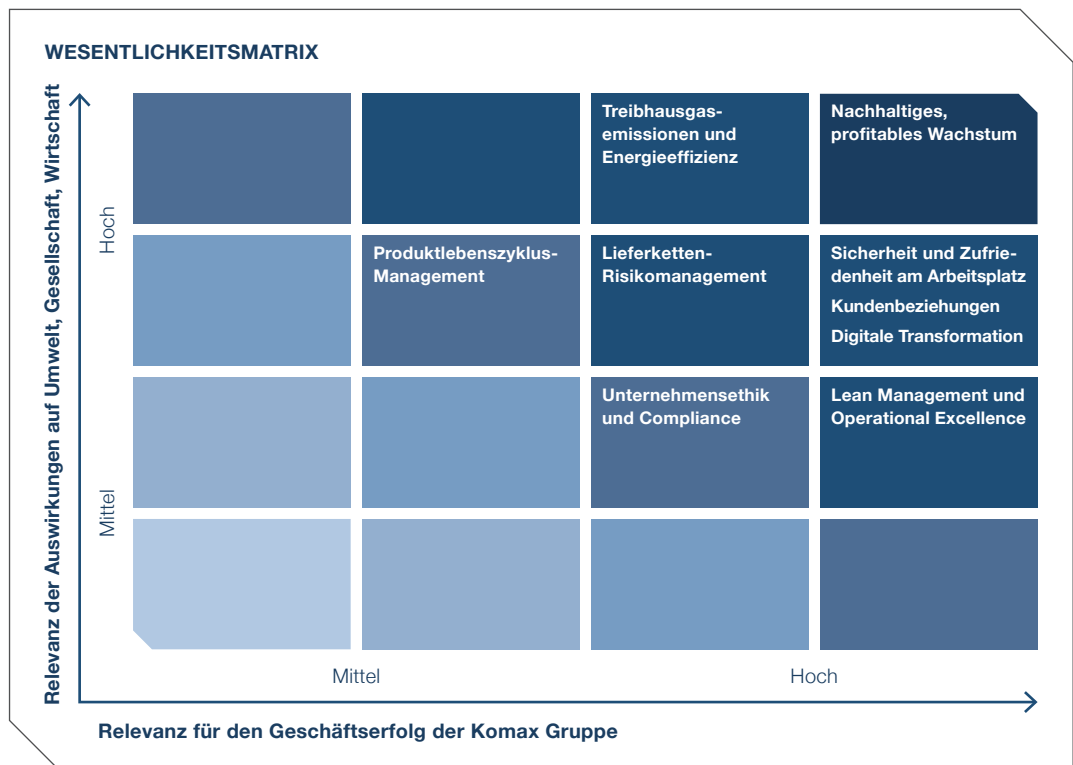 WESENTLICHKEITSMATRIX
Relevanz der Auswirkungen auf Umwelt, Gesellschaft, Wirtschaft
Hoch
Mittel
Treibhausgas-
emissionen und
Energieeffizienz
Nachhaltiges,
profitables Wachstum
Produktlebenszyklus-
Management
Lieferketten-
Risikomanagement
Sicherheit und Zufrie-
denheit am Arbeitsplatz
Kundenbeziehungen
Digitale Transformation
Unternehmensethik
und Compliance
Lean Management und
Operational Excellence
Mittel
Hoch
Relevanz für den Geschäftserfolg der Komax Gruppe